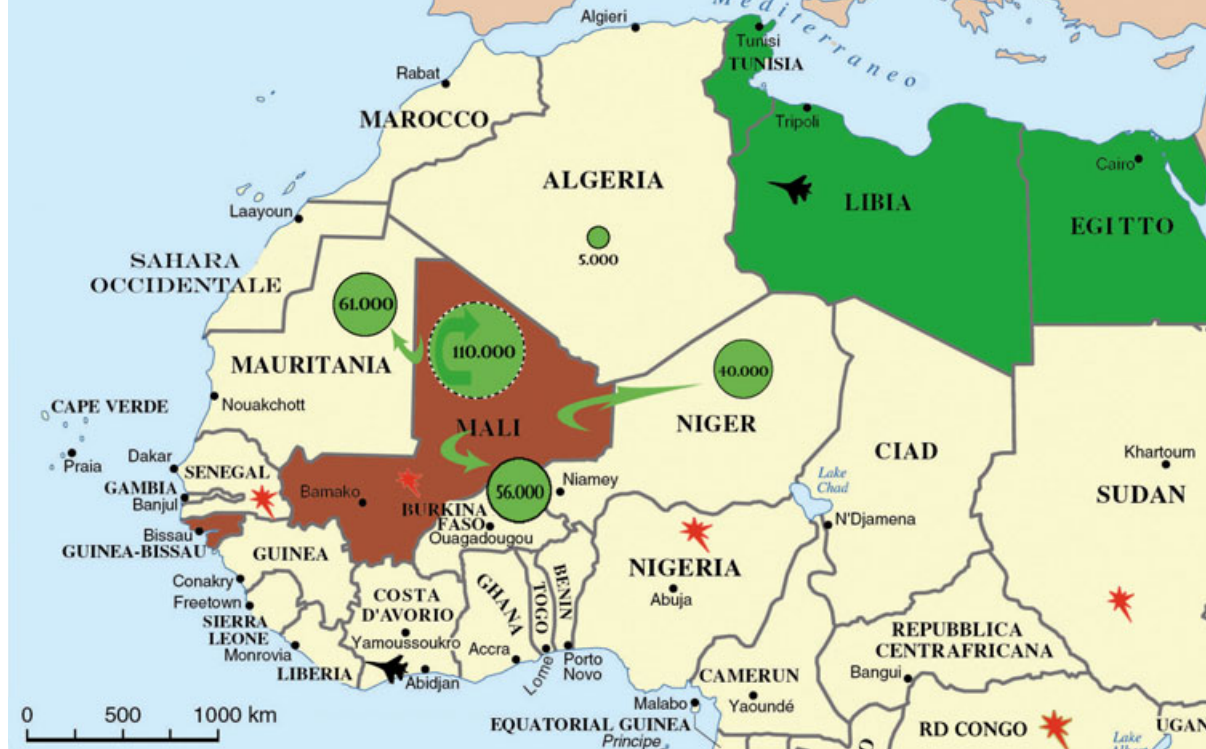 Mediterraneo
Algieri
Tunisi
TUNISIA
Rabat
MAROCCO
Tripoli
Cairo
ALGERIA
LIBIA
Laayoun
EGITTO
5.000
SAHARA
OCCIDENTALE
61.000
110.000
MAURITANIA
40.000
CAPE VERDE
Nouakchott
MALI
NIGER
CIAD
Praia
Dakar
SENEGAL
Khartoum
GAMBIA
Banjul
Bamako
56.000
Niamey
Lake
Chad
SUDAN
BURKINA
FASO
Ouagadougou
N'Djamena
Bissau
GUINEA-BISSAU
GUINEA
NIGERIA
Abuja
Conakry
Freetown
SIERRA
LEONE
Monrovia
LIBERIA
COSTA
D'AVORIO
Yamoussoukro
Abidjan
GHANA
Accra
TOGO
Lome
BENIN
Porto
Novo
REPUBBLICA
CENTRAFRICANA
Bangui
CAMERUN
Yaoundé
Malabo
EQUATORIAL GUINEA
Principe
RD CONGO
UGAN
Lake
0 500 1000 km